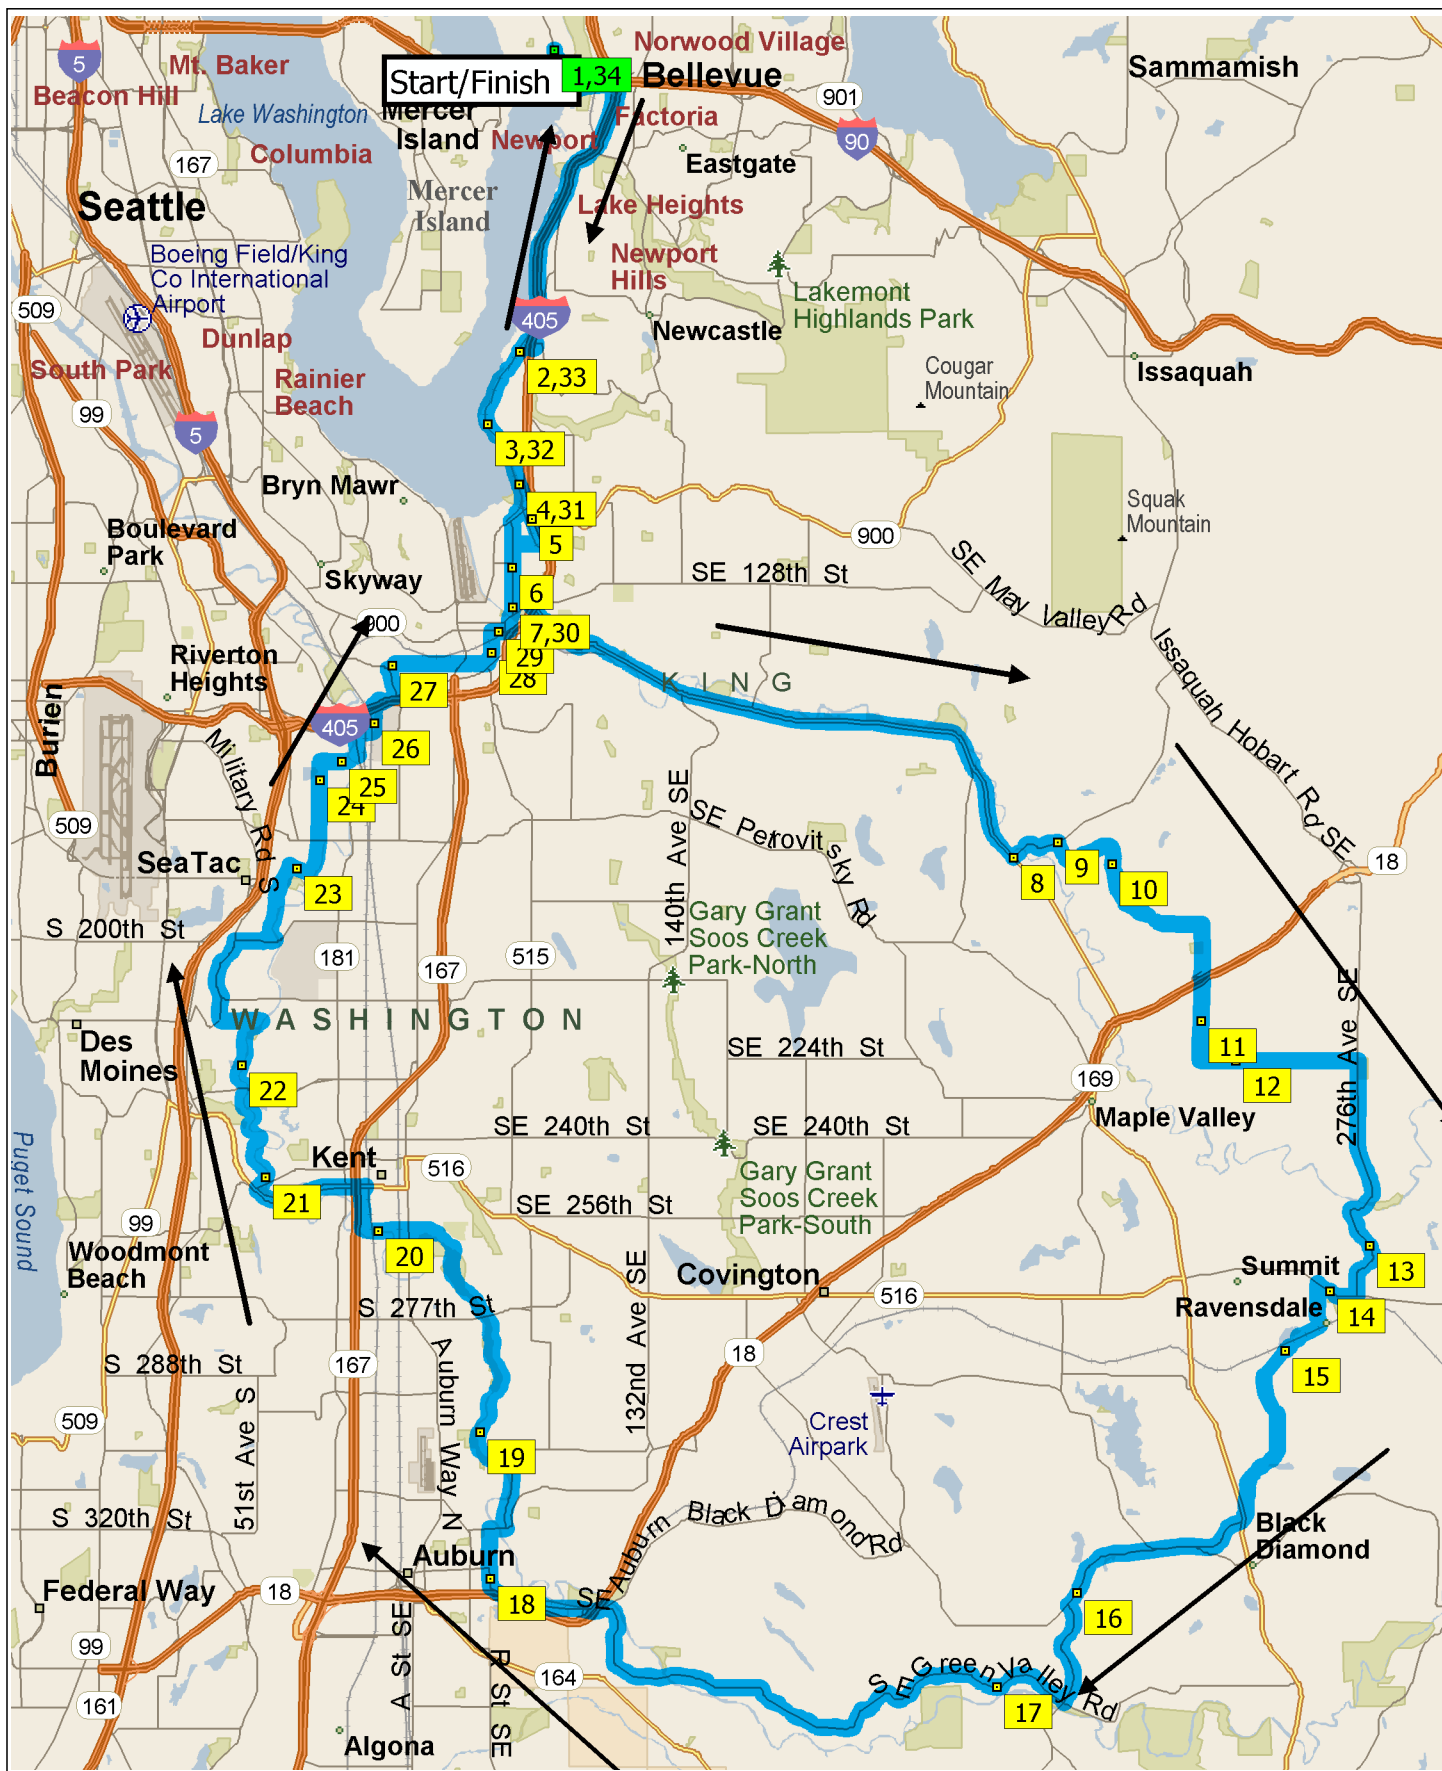 Norwood Village
5
Mt. Baker
Start/Finish
1,34
Bellevue
Sammamish
Beacon Hill
901
Lake Washington
Mercer
Island
Factoria
Newport
90
Columbia
167
Eastgate
Seattle
Mercer
Island
Lake Heights
Boeing Field/King
Co International
Airport
Newport
Hills
Lakemont
Highlands Park
509
405
Newcastle
Dunlap
South Park
Rainier
Beach
2,33
Cougar
Mountain
Issaquah
99
5
3,32
Bryn Mawr
4,31
Squak
Mountain
Boulevard
Park
5
900
Skyway
SE 128th St
SE May Valley Rd
6
900
7,30
29
28
Riverton
Heights
27
KING
Issaquah Hobart Rd SE
Burien
405
26
Military Rd S
25
24
140th Ave SE
SE Petrovitsky Rd
509
SeaTac
23
8
9
10
18
S 200th St
Gary Grant
Soos Creek
Park-North
181
167
515
276th Ave SE
WASHINGTON
Des
Moines
SE 224th St
11
12
22
169
Maple Valley
SE 240th St
SE 240th St
Puget Sound
Kent
516
Gary Grant
Soos Creek
Park-South
21
SE 256th St
99
Woodmont
Beach
20
132nd Ave SE
Covington
Summit
13
516
Ravensdale
14
S 277th St
15
S 288th St
167
18
Auburn Way N
51st Ave S
509
Crest
Airpark
19
S 320th St
SE Auburn Black Diamond Rd
Black
Diamond
Auburn
Federal Way
18
18
16
A St SE
R St SE
99
164
SE Green Valley Rd
161
17
Algona